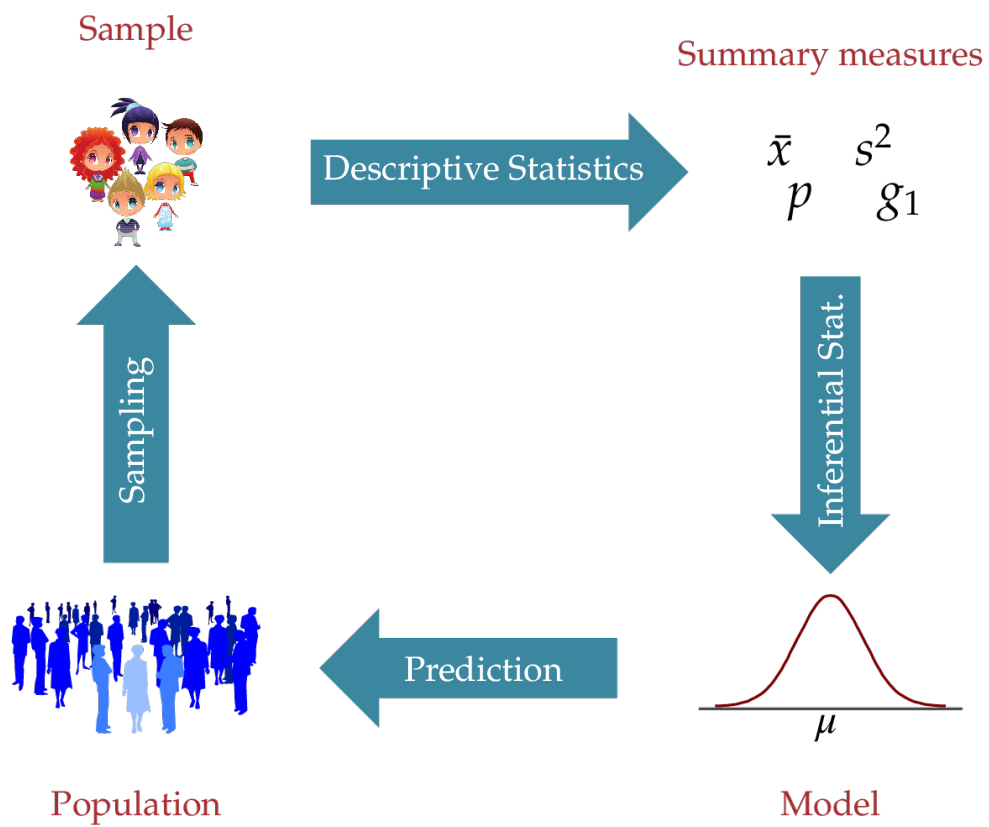 Sample
Summary measures
Descriptive Statistics
x̄ s²
p g₁
Sampling
Inferential Stat.
Prediction
μ
Population
Model